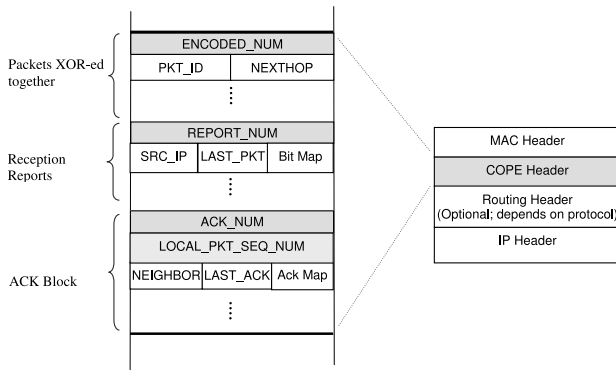 Packets XOR-ed
together
ENCODED_NUM
PKT_ID NEXTHOP
Reception
Reports
REPORT_NUM
SRC_IP LAST_PKT Bit Map
ACK Block
ACK_NUM
LOCAL_PKT_SEQ_NUM
NEIGHBOR LAST_ACK Ack Map
MAC Header
COPE Header
Routing Header
(Optional; depends on protocol)
IP Header